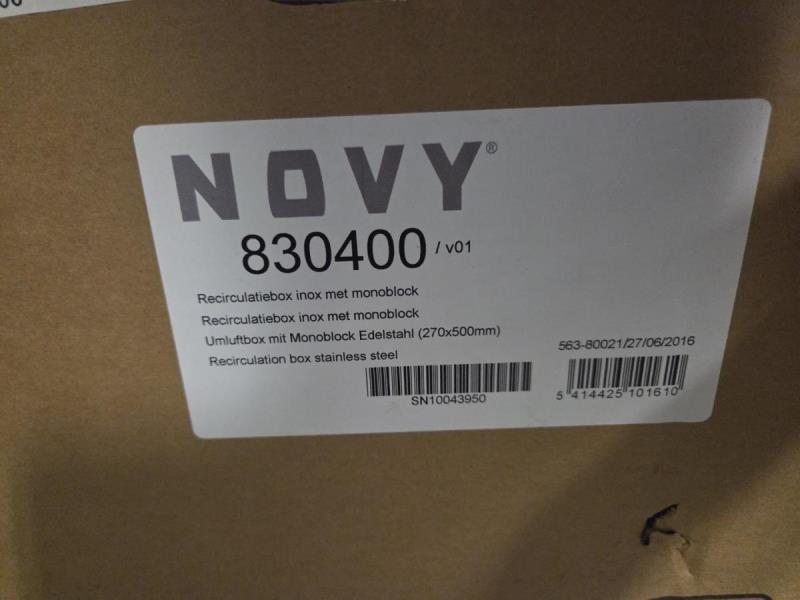 NOVY®
830400 / v01
Recirculatiebox inox met monoblock
Recirculatiebox inox met monoblock
Umluftbox mit Monoblock Edelstahl (270x500mm)
Recirculation box stainless steel
563-80021/27/06/2016
SN10043950
5 414425 101610